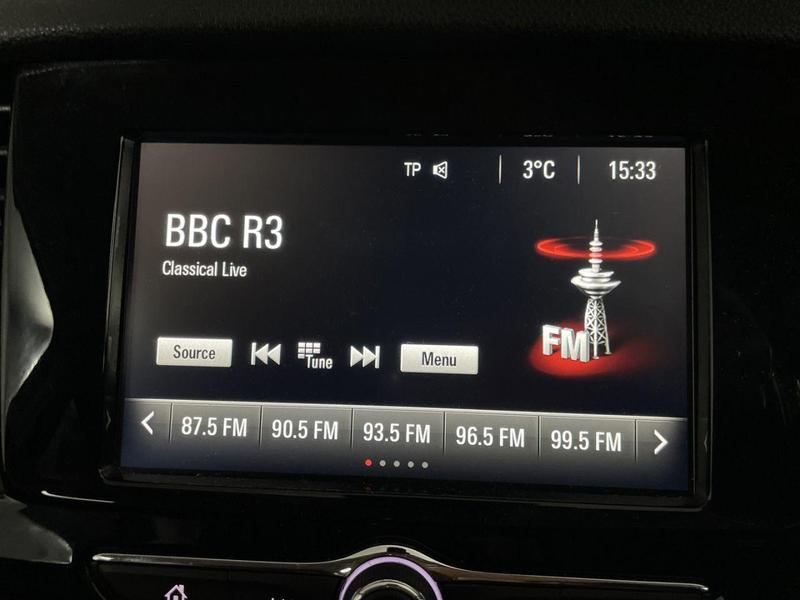 TP 3°C 15:33
BBC R3
Classical Live
FM
Source Tune Menu
87.5 FM 90.5 FM 93.5 FM 96.5 FM 99.5 FM